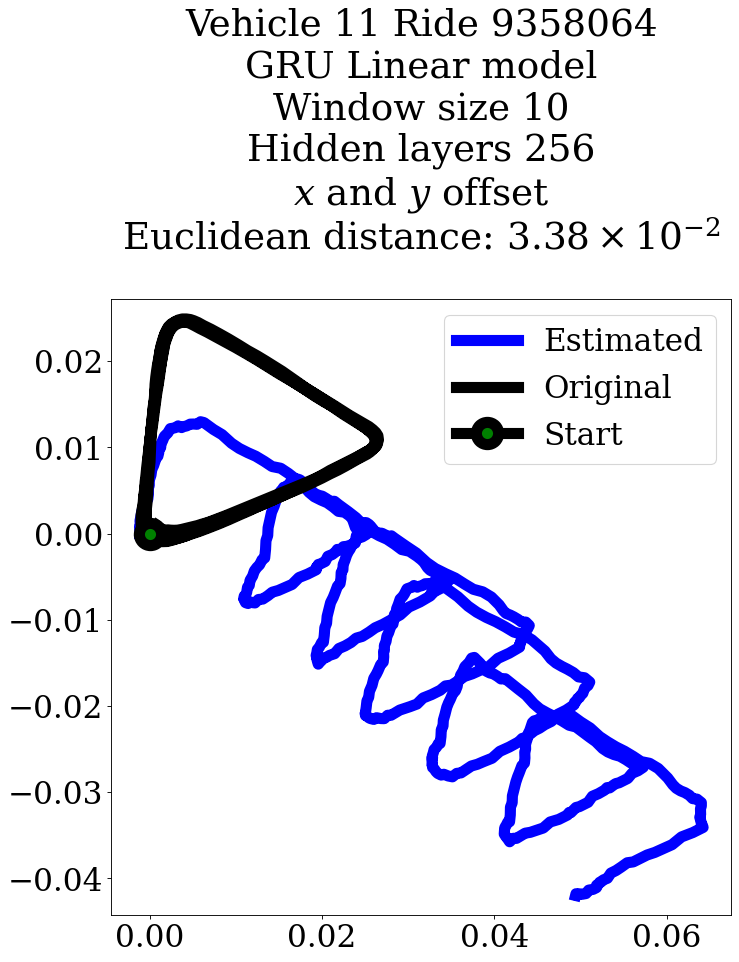 Vehicle 11 Ride 9358064
GRU Linear model
Window size 10
Hidden layers 256
x and y offset
Euclidean distance: 3.38 × 10⁻²
Estimated
Original
Start
0.02
0.01
0.00
−0.01
−0.02
−0.03
−0.04
0.00 0.02 0.04 0.06